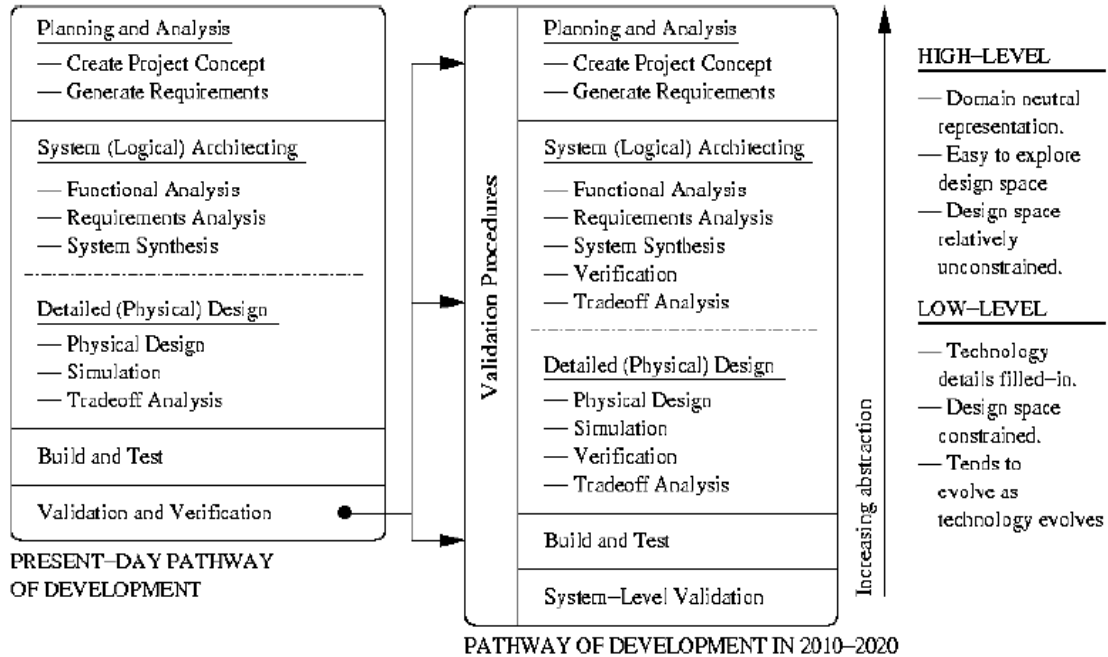 Planning and Analysis
— Create Project Concept
— Generate Requirements
System (Logical) Architecting
— Functional Analysis
— Requirements Analysis
— System Synthesis
Detailed (Physical) Design
— Physical Design
— Simulation
— Tradeoff Analysis
Build and Test
Validation and Verification
PRESENT–DAY PATHWAY
OF DEVELOPMENT
Validation Procedures
Planning and Analysis
— Create Project Concept
— Generate Requirements
System (Logical) Architecting
— Functional Analysis
— Requirements Analysis
— System Synthesis
— Verification
— Tradeoff Analysis
Detailed (Physical) Design
— Physical Design
— Simulation
— Verification
— Tradeoff Analysis
Build and Test
System–Level Validation
PATHWAY OF DEVELOPMENT IN 2010–2020
Increasing abstraction
HIGH–LEVEL
— Domain neutral
representation.
— Easy to explore
design space
— Design space
relatively
unconstrained.
LOW–LEVEL
— Technology
details filled–in.
— Design space
constrained.
— Tends to
evolve as
technology evolves